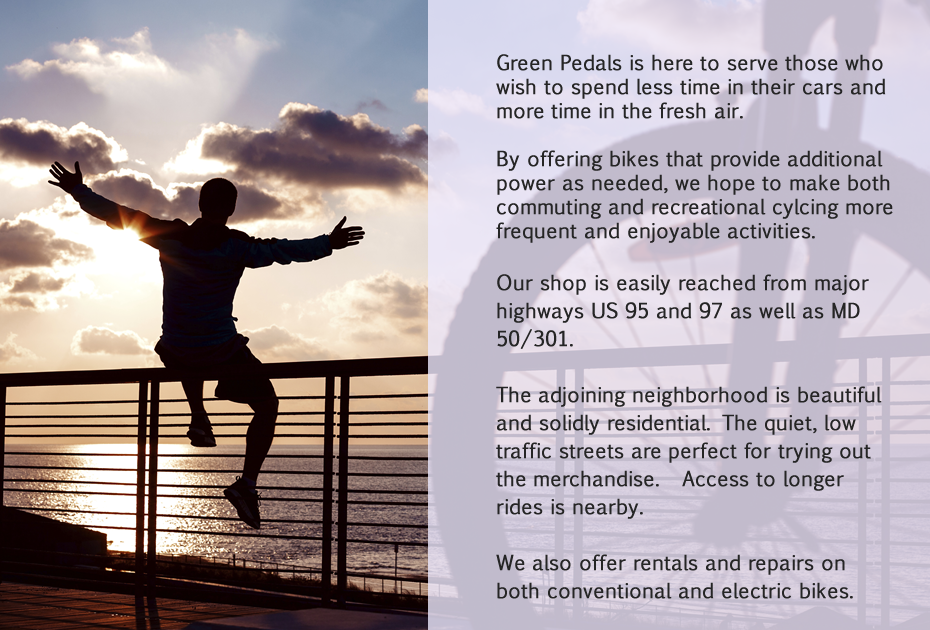 Green Pedals is here to serve those who
wish to spend less time in their cars and
more time in the fresh air.
By offering bikes that provide additional
power as needed, we hope to make both
commuting and recreational cylcing more
frequent and enjoyable activities.
Our shop is easily reached from major
highways US 95 and 97 as well as MD
50/301.
The adjoining neighborhood is beautiful
and solidly residential.  The quiet, low
traffic streets are perfect for trying out
the merchandise.   Access to longer
rides is nearby.
We also offer rentals and repairs on
both conventional and electric bikes.